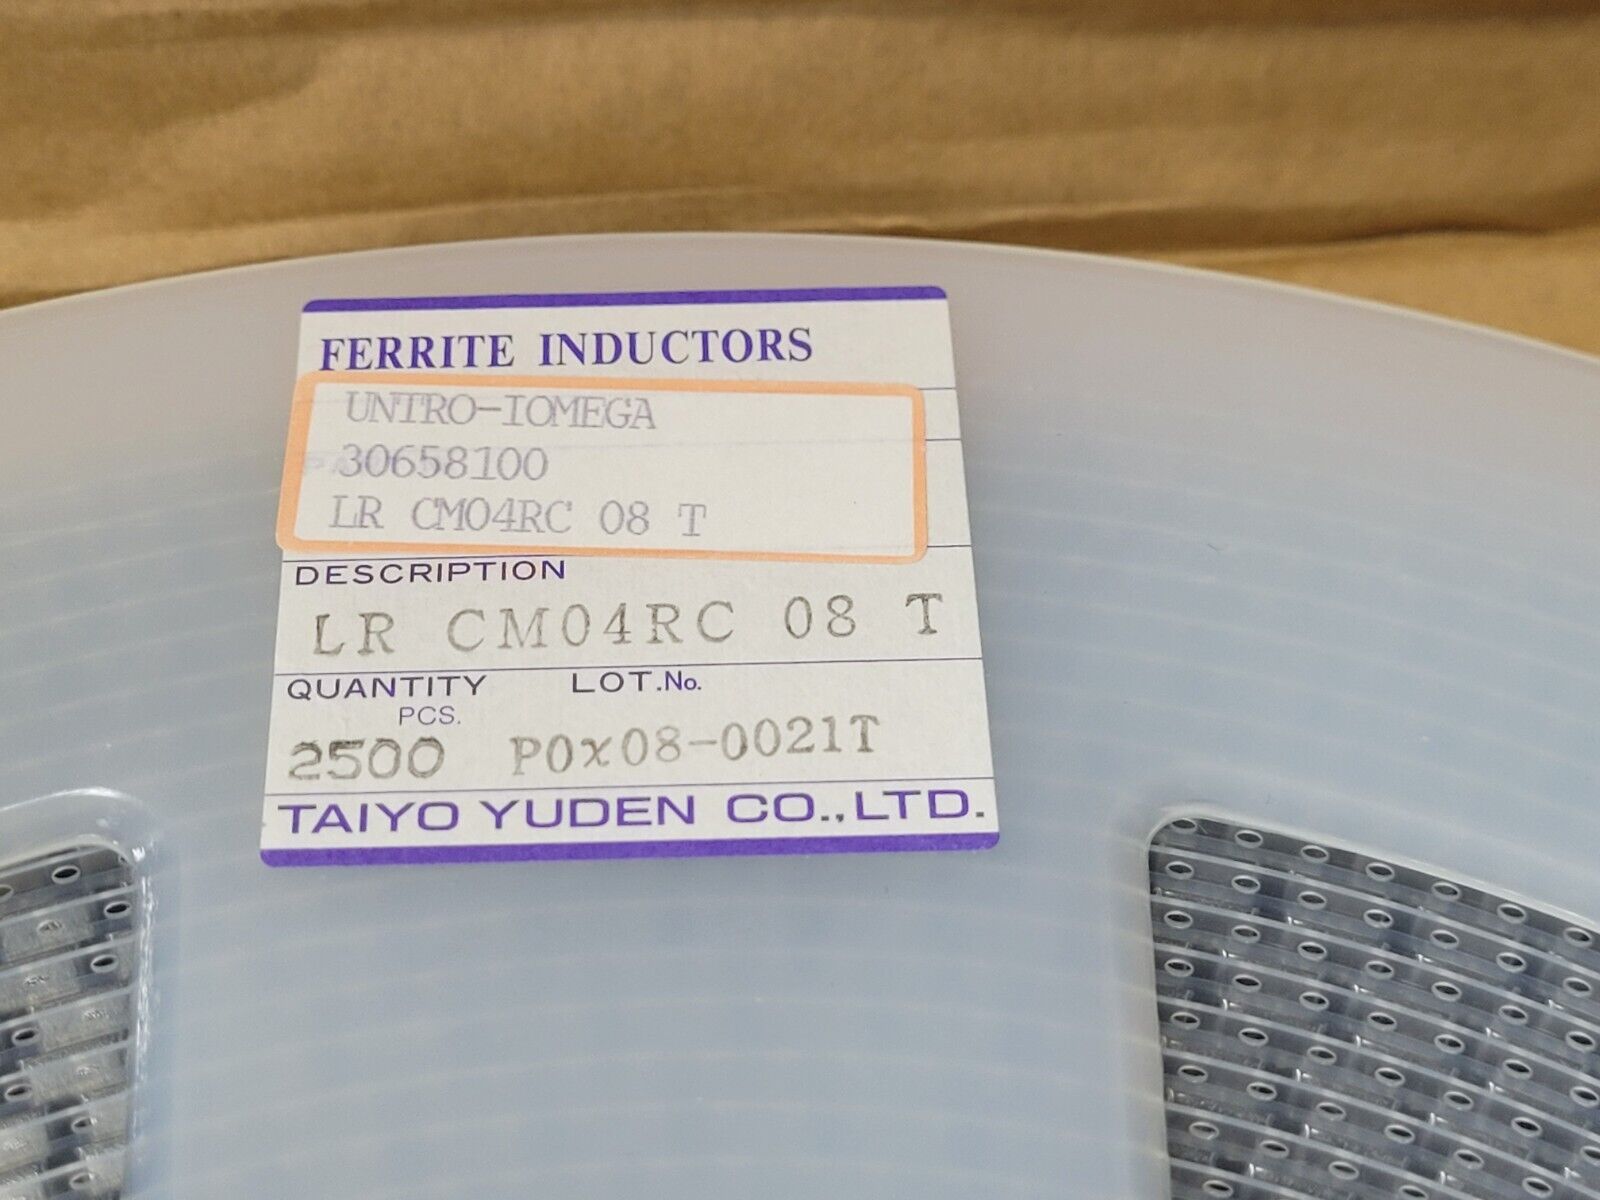 FERRITE INDUCTORS
UNTRO-IOMEGA
30658100
LR CM04RC 08 T
DESCRIPTION
LR CM04RC 08 T
QUANTITY LOT.No.
PCS.
2500 P0x08-0021T
TAIYO YUDEN CO.,LTD.